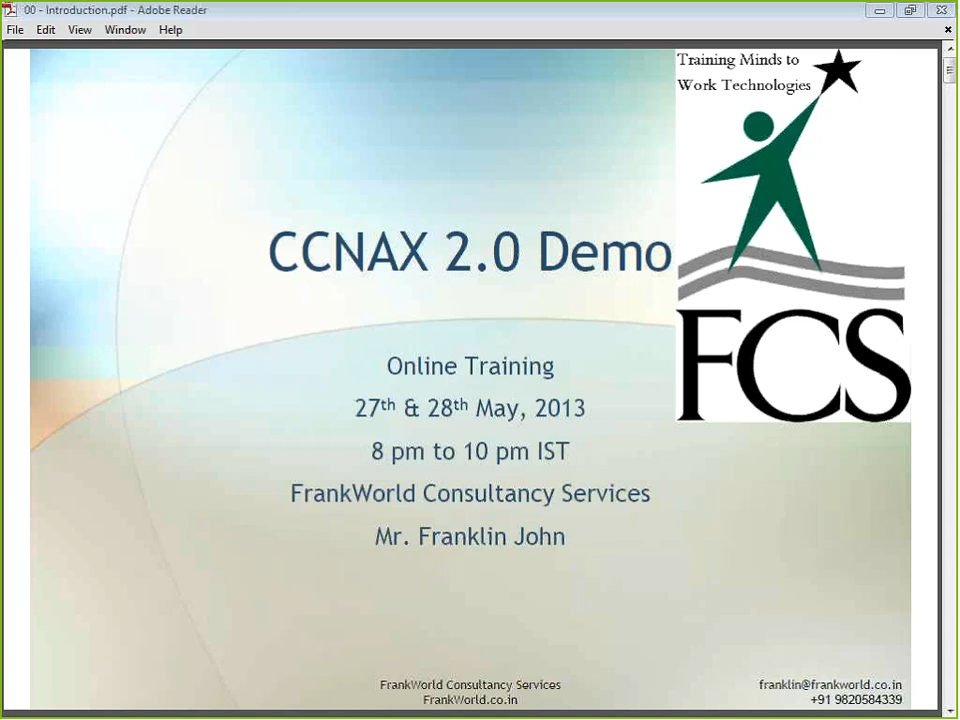 00 - Introduction.pdf - Adobe Reader
File Edit View Window Help
Training Minds to
Work Technologies
CCNAX 2.0 Demo
FCS
Online Training
27th & 28th May, 2013
8 pm to 10 pm IST
FrankWorld Consultancy Services
Mr. Franklin John
FrankWorld Consultancy Services
FrankWorld.co.in
franklin@frankworld.co.in
+91 9820584339